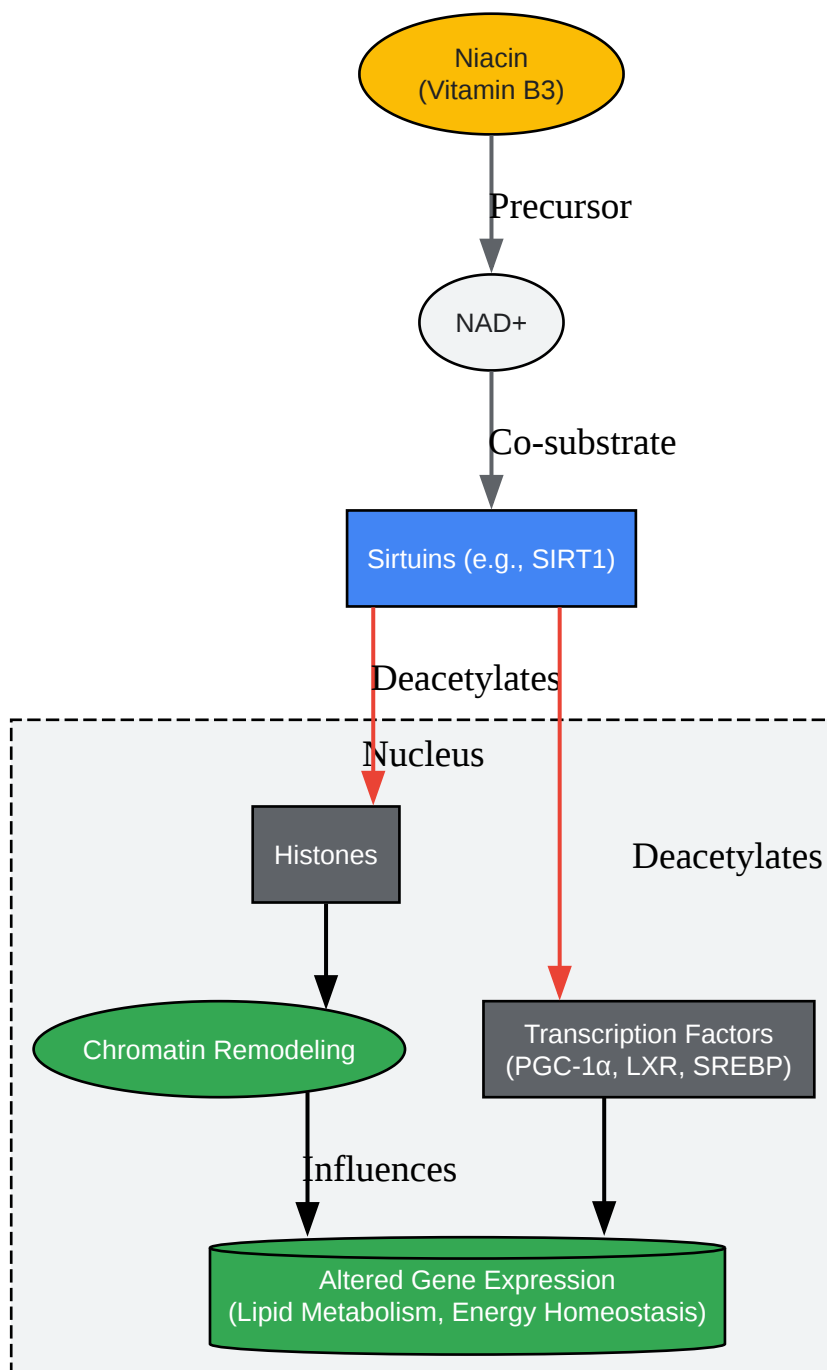 Niacin
(Vitamin B3)
Precursor
NAD+
Co-substrate
Sirtuins (e.g., SIRT1)
Deacetylates
Nucleus
Histones
Deacetylates
Chromatin Remodeling
Transcription Factors
(PGC-1α, LXR, SREBP)
Influences
Altered Gene Expression
(Lipid Metabolism, Energy Homeostasis)